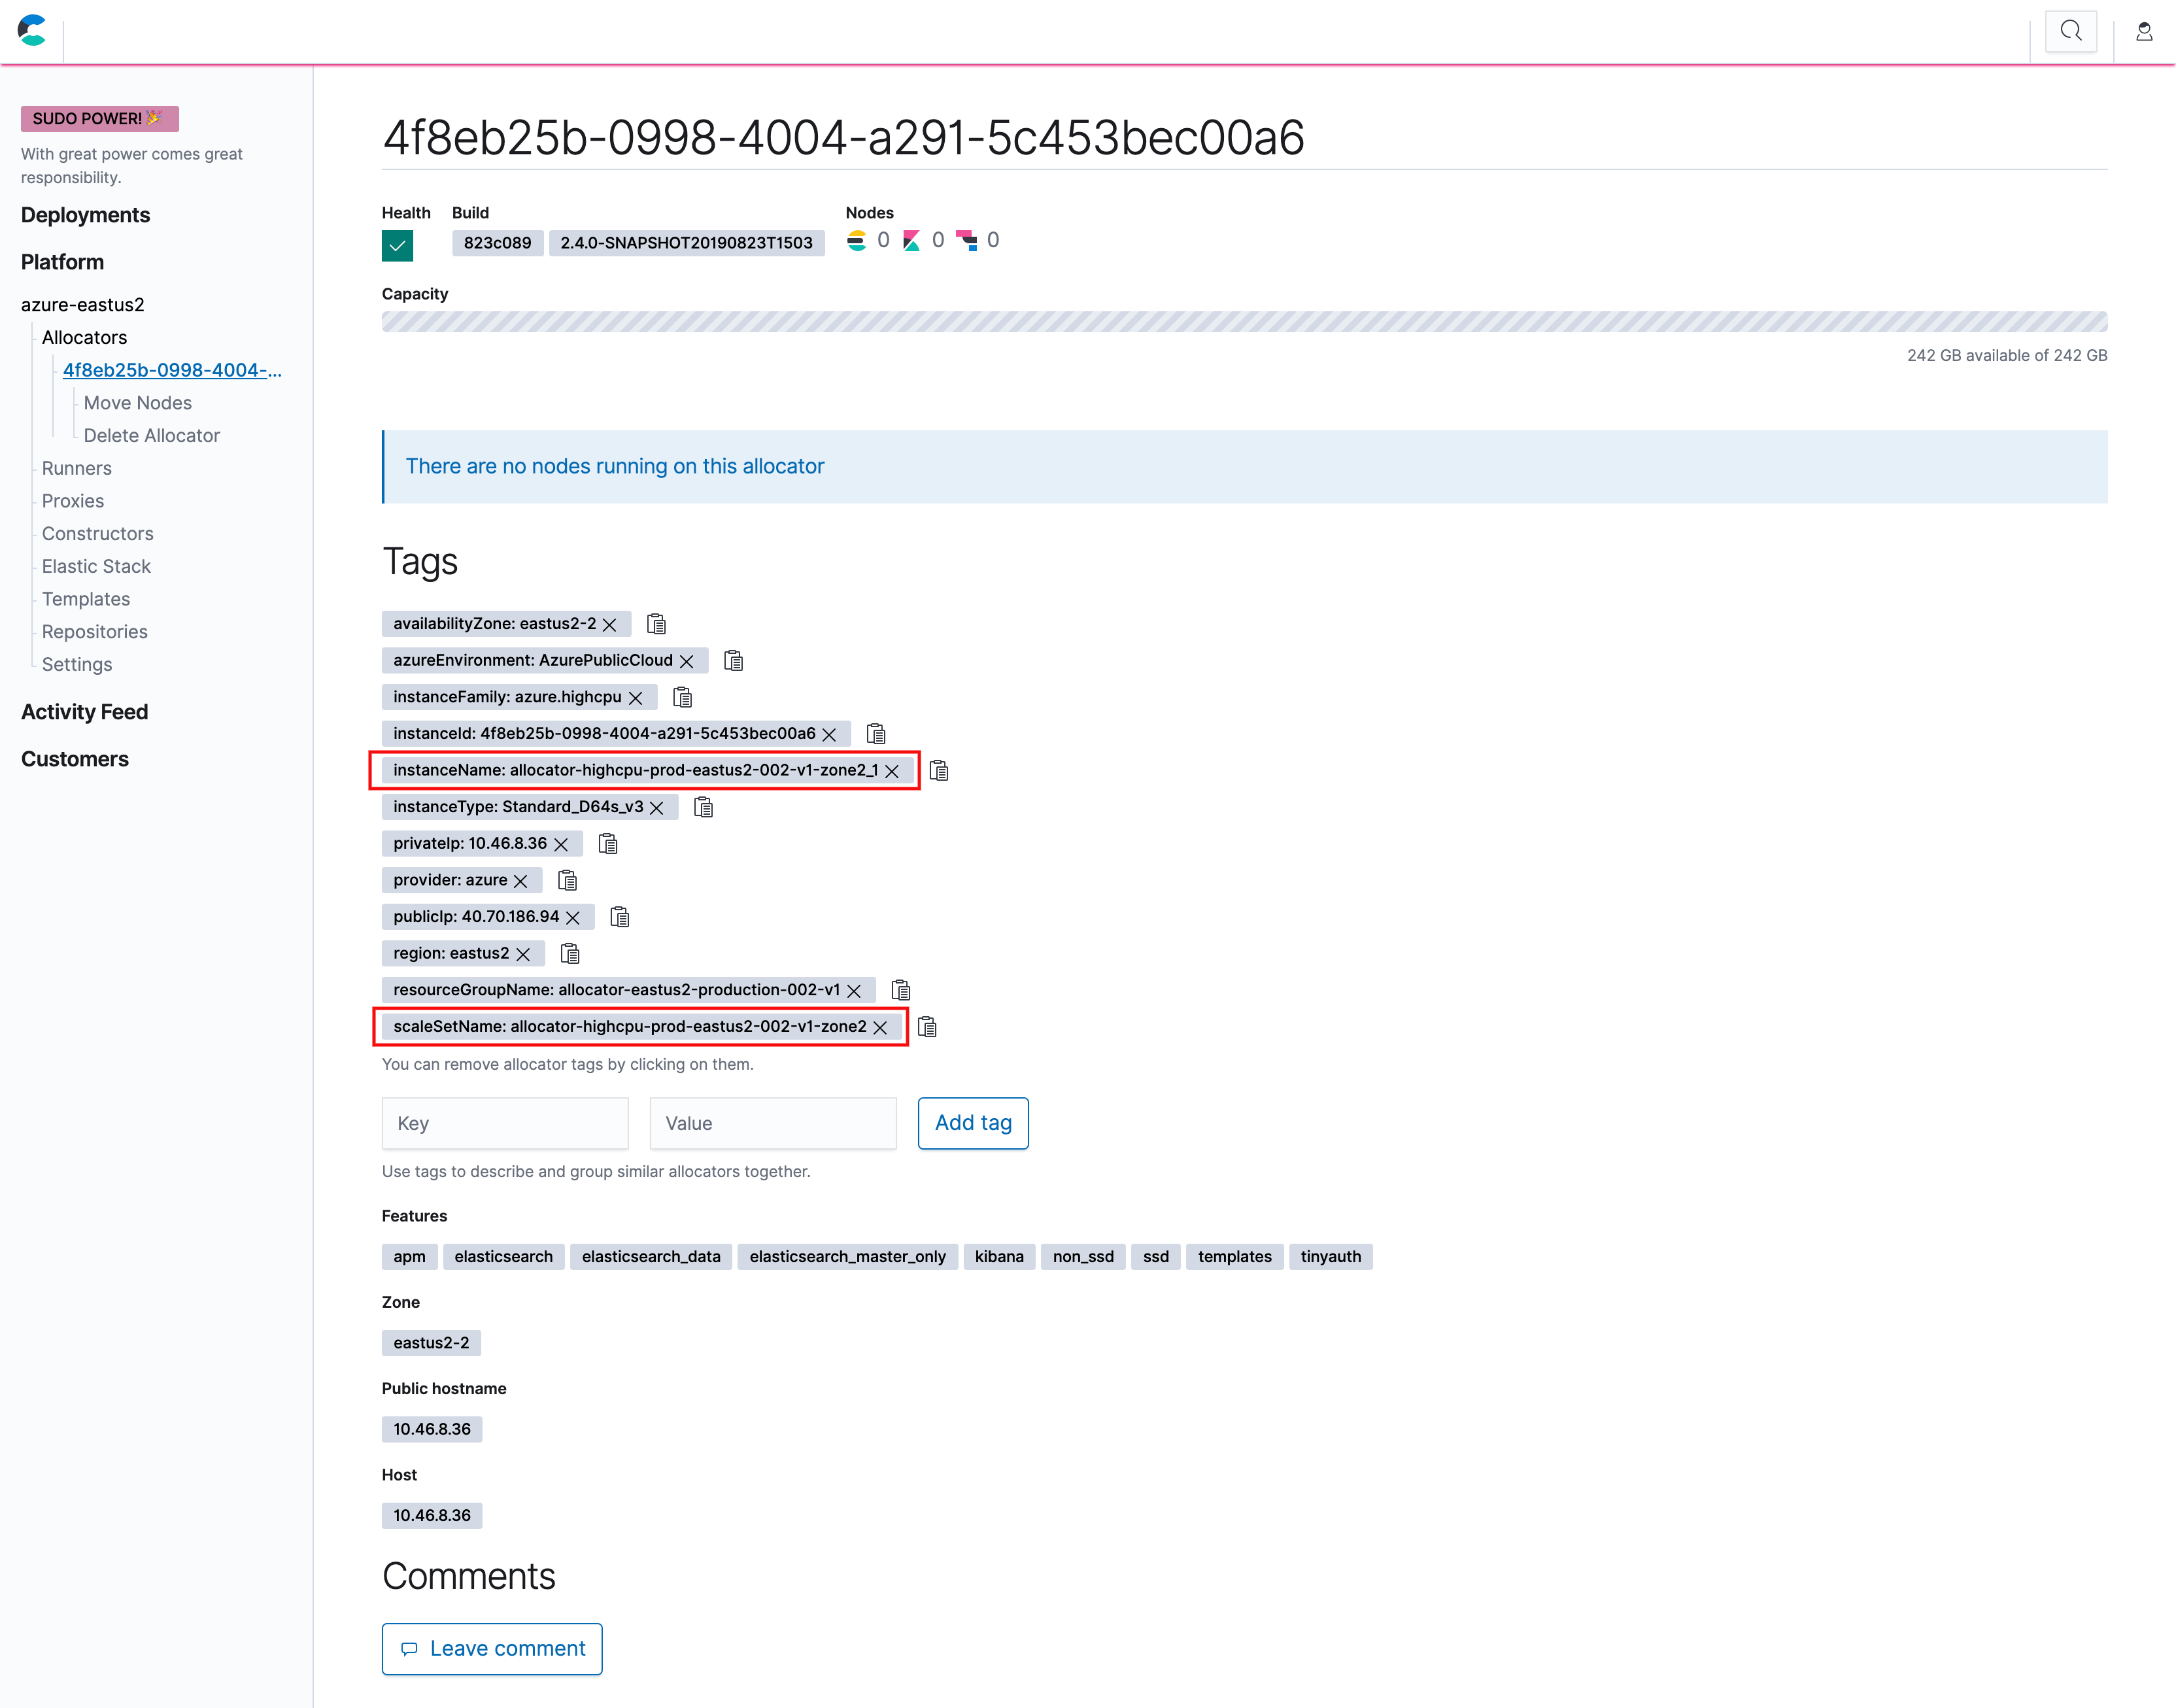 SUDO POWER! 🎉
With great power comes great
responsibility.
Deployments
Platform
azure-eastus2
Allocators
4f8eb25b-0998-4004-...
Move Nodes
Delete Allocator
Runners
Proxies
Constructors
Elastic Stack
Templates
Repositories
Settings
Activity Feed
Customers
4f8eb25b-0998-4004-a291-5c453bec00a6
Health Build Nodes
823c089 2.4.0-SNAPSHOT20190823T1503 0 0 0
Capacity
242 GB available of 242 GB
There are no nodes running on this allocator
Tags
availabilityZone: eastus2-2
azureEnvironment: AzurePublicCloud
instanceFamily: azure.highcpu
instanceId: 4f8eb25b-0998-4004-a291-5c453bec00a6
instanceName: allocator-highcpu-prod-eastus2-002-v1-zone2_1
instanceType: Standard_D64s_v3
privateIp: 10.46.8.36
provider: azure
publicIp: 40.70.186.94
region: eastus2
resourceGroupName: allocator-eastus2-production-002-v1
scaleSetName: allocator-highcpu-prod-eastus2-002-v1-zone2
You can remove allocator tags by clicking on them.
Key Value Add tag
Use tags to describe and group similar allocators together.
Features
apm elasticsearch elasticsearch_data elasticsearch_master_only kibana non_ssd ssd templates tinyauth
Zone
eastus2-2
Public hostname
10.46.8.36
Host
10.46.8.36
Comments
Leave comment